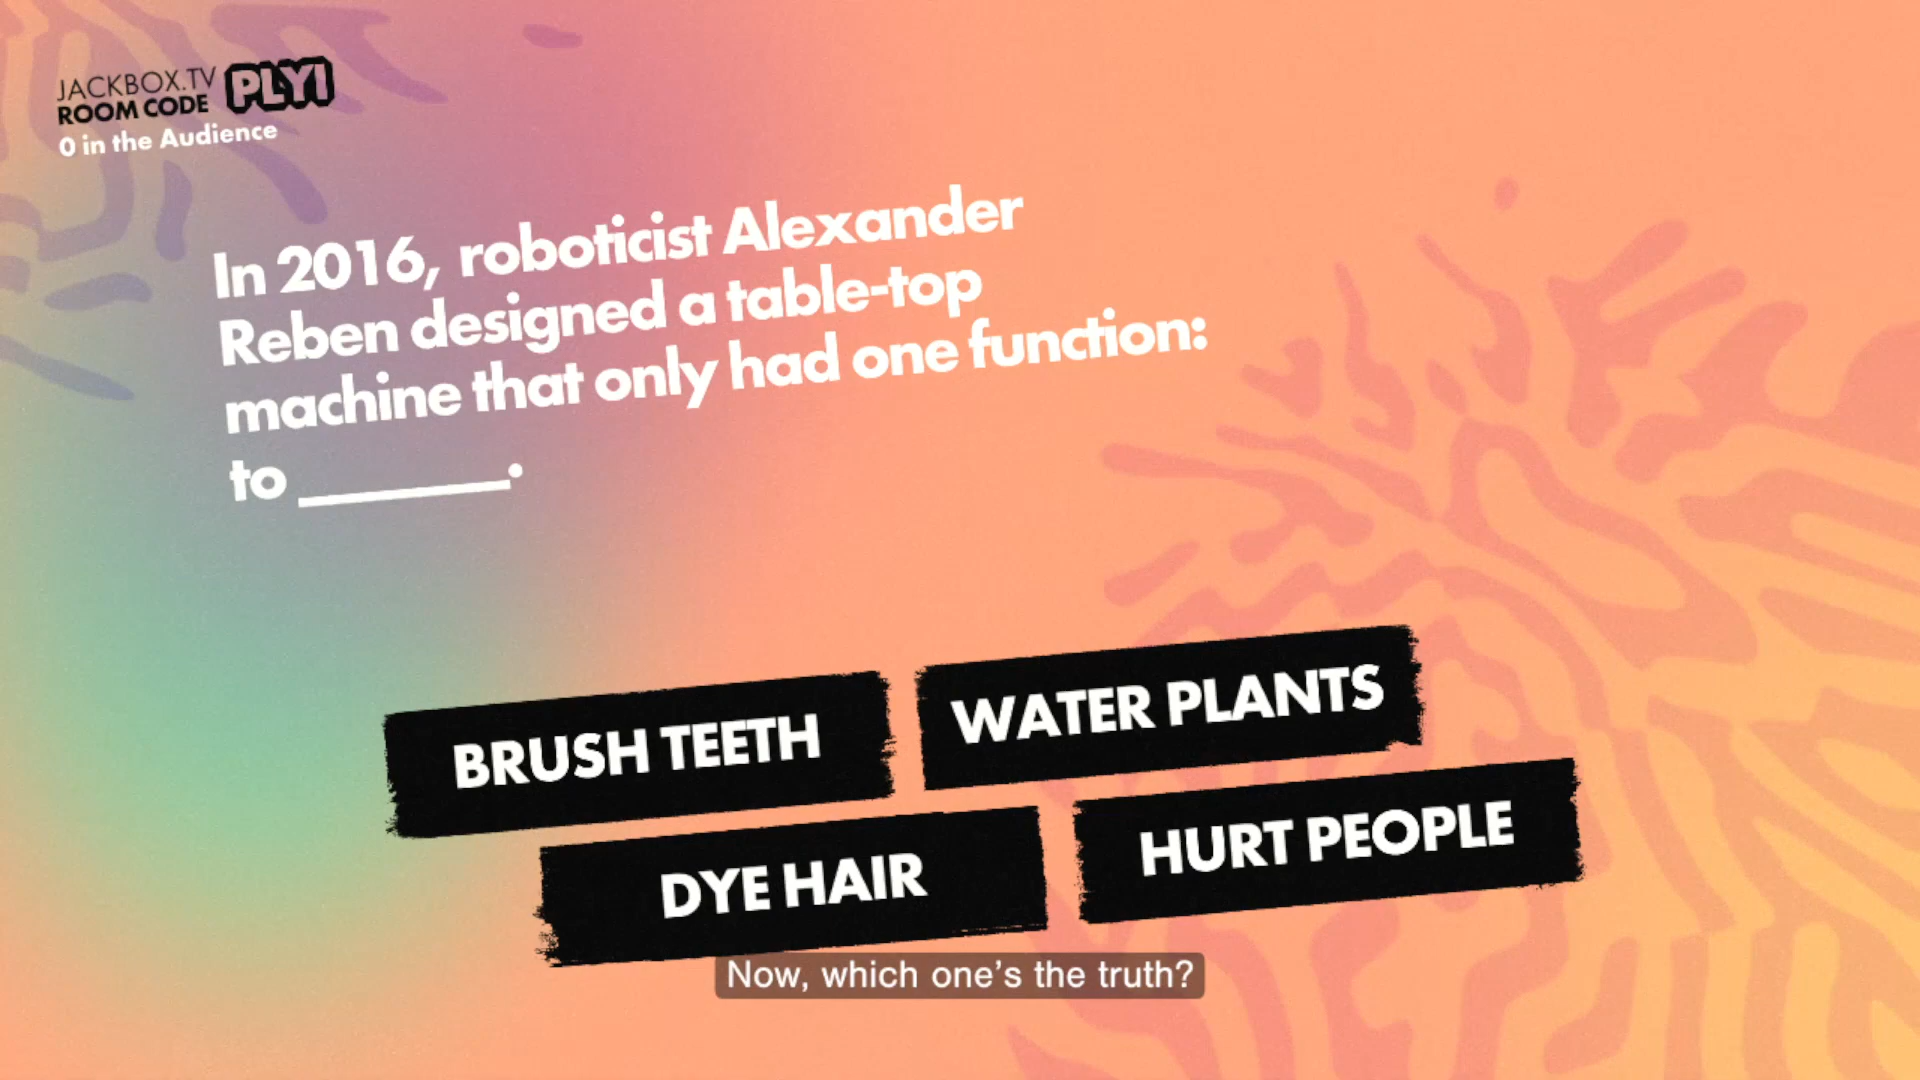 JACKBOX.TV
ROOM CODE
PLYI
0 in the Audience
In 2016, roboticist Alexander
Reben designed a table-top
machine that only had one function:
to ________.
BRUSH TEETH
WATER PLANTS
DYE HAIR
HURT PEOPLE
Now, which one’s the truth?